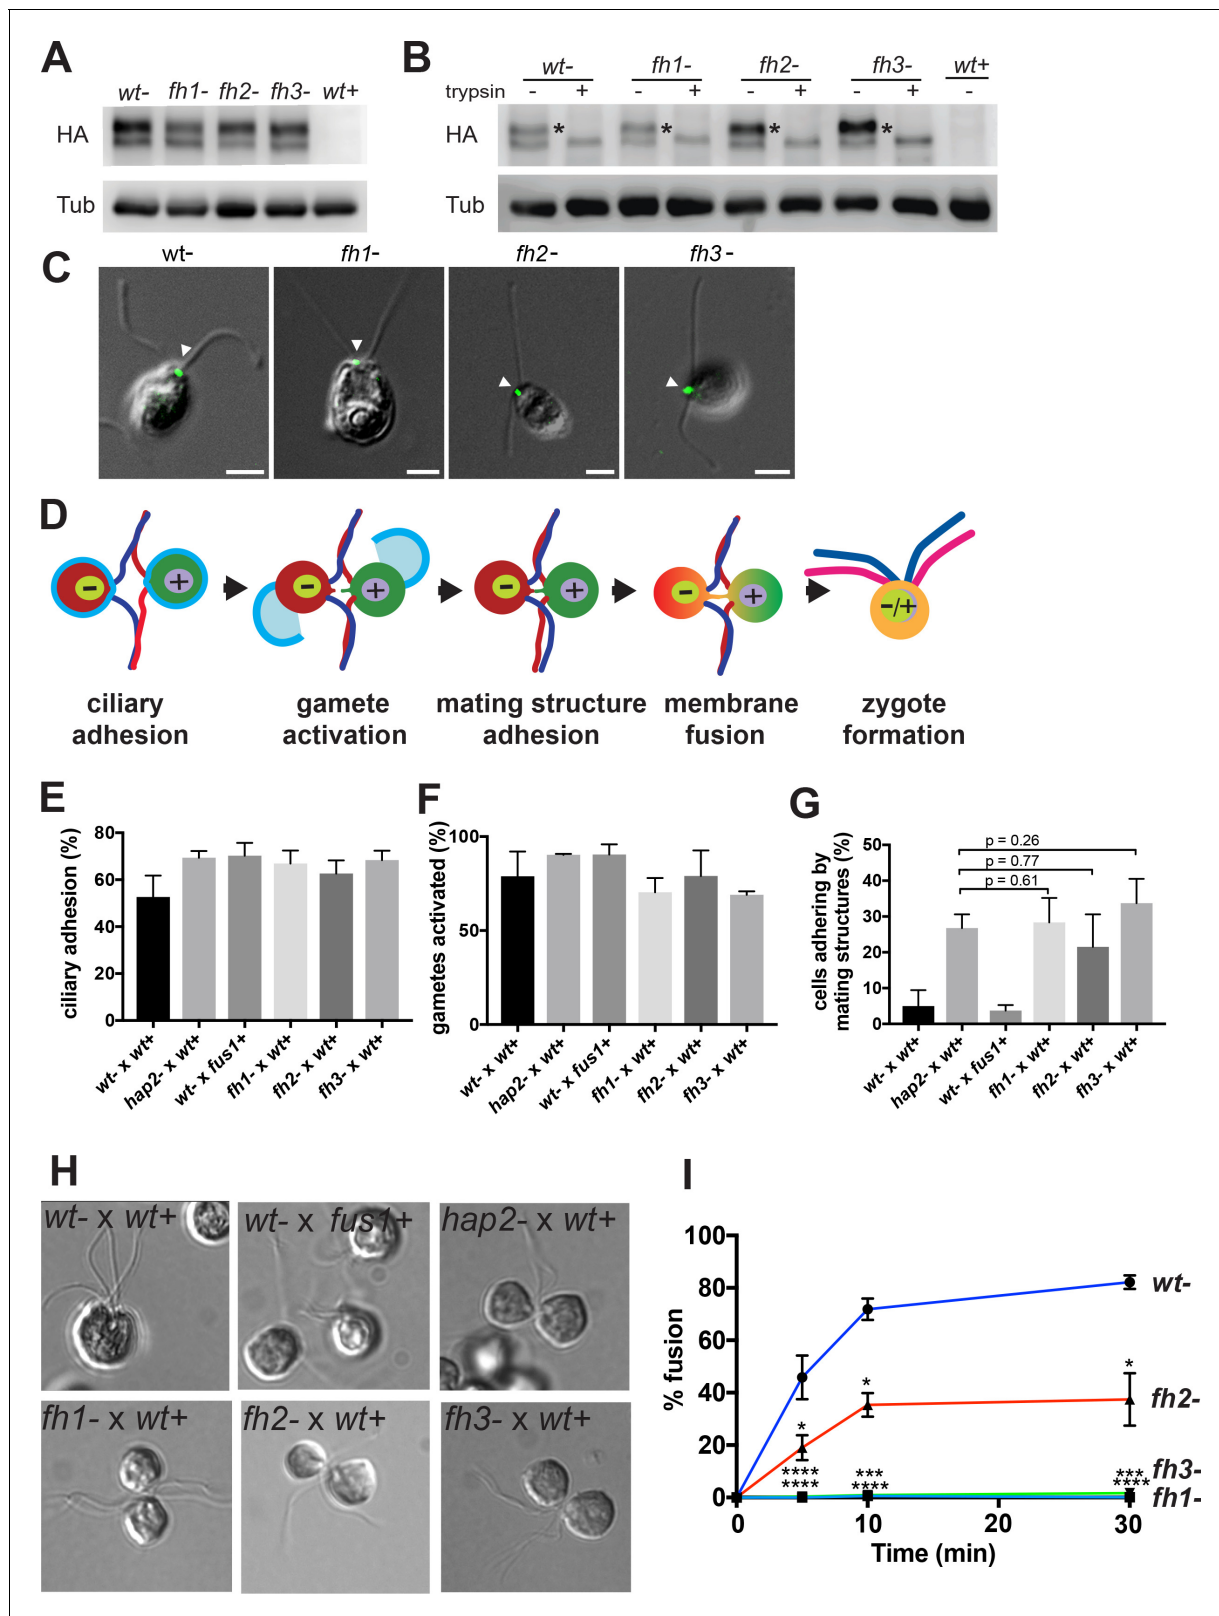 A
wt- fh1- fh2- fh3- wt+
HA
Tub
B
wt- fh1- fh2- fh3- wt+
trypsin - + - + - + - + -
HA * * * *
Tub
C
wt- fh1- fh2- fh3-
D
- + - + - + - + -/+
ciliary adhesion
gamete activation
mating structure adhesion
membrane fusion
zygote formation
E
ciliary adhesion (%)
80
60
40
20
0
wt- x wt+
hap2- x wt+
wt- x fus1+
fh1- x wt+
fh2- x wt+
fh3- x wt+
F
gametes activated (%)
100
50
0
wt- x wt+
hap2- x wt+
wt- x fus1+
fh1- x wt+
fh2- x wt+
fh3- x wt+
G
cells adhering by
mating structures (%)
50
40
30
20
10
0
p = 0.26
p = 0.77
p = 0.61
wt- x wt+
hap2- x wt+
wt- x fus1+
fh1- x wt+
fh2- x wt+
fh3- x wt+
H
wt- x wt+
wt- x fus1+
hap2- x wt+
fh1- x wt+
fh2- x wt+
fh3- x wt+
I
% fusion
100
80
60
40
20
0
wt-
* * *
fh2-
**** *** ***
**** **** ****
fh3-
fh1-
0 10 20 30
Time (min)